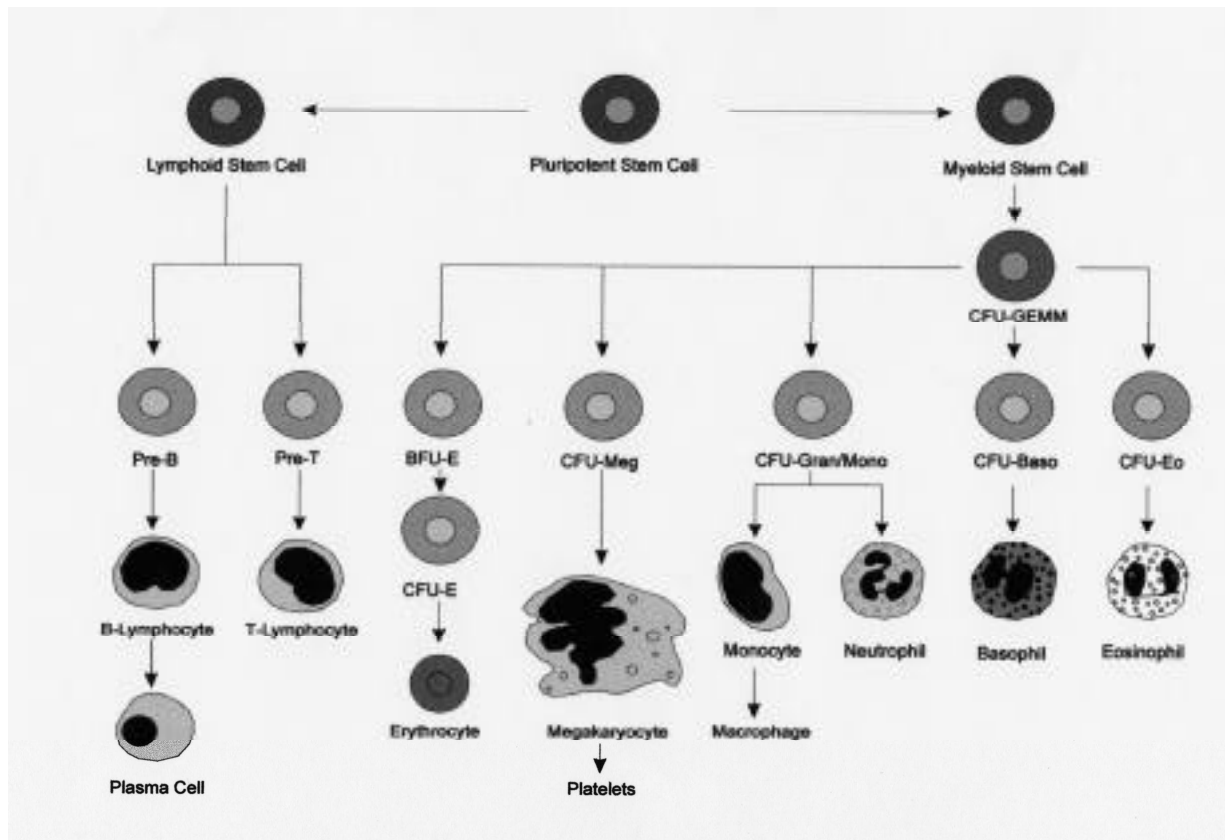 Lymphoid Stem Cell
Pluripotent Stem Cell
Myeloid Stem Cell
CFU-GEMM
Pre-B
Pre-T
BFU-E
CFU-Meg
CFU-Gran/Mono
CFU-Baso
CFU-Eo
CFU-E
B-Lymphocyte
T-Lymphocyte
Monocyte
Neutrophil
Basophil
Eosinophil
Erythrocyte
Megakaryocyte
Macrophage
Plasma Cell
Platelets